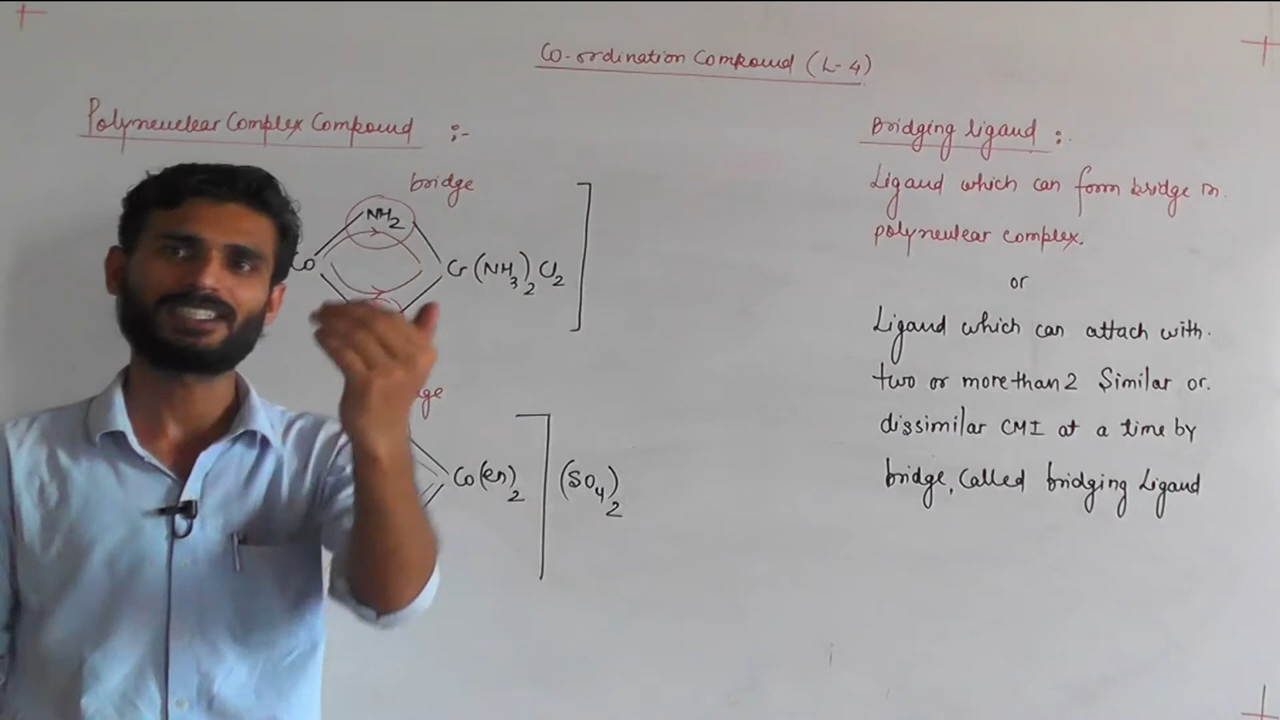 Co-ordination Compound (L-4)
Polyneuclear Complex Compound :-
bridge
NH2
Co
Cr(NH3)2Cl2
Co(en)2
(SO4)2
Bridging ligand :-
Ligand which can form bridge in
polyneulear complex.
or
Ligand which can attach with
two or more than 2 Similar or
dissimilar CMI at a time by
bridge, Called bridging Ligand